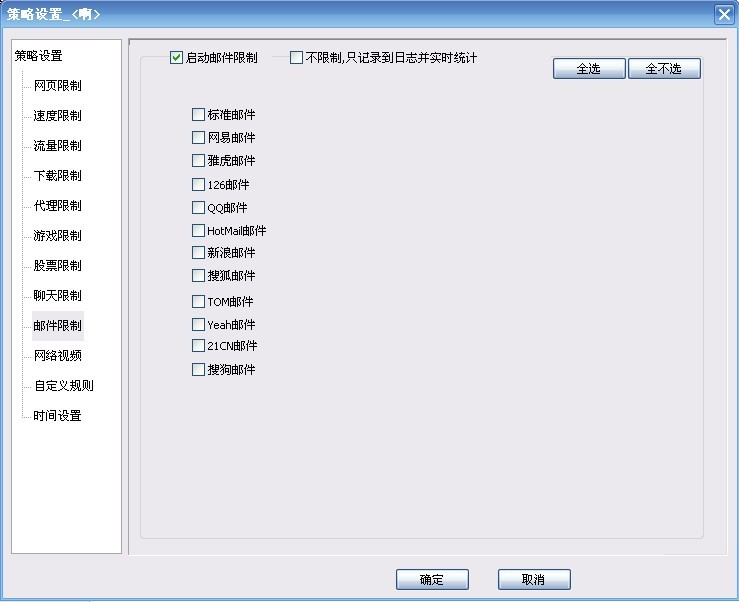 策略设置_<啊>
策略设置
网页限制
速度限制
流量限制
下载限制
代理限制
游戏限制
股票限制
聊天限制
邮件限制
网络视频
自定义规则
时间设置
启动邮件限制
不限制,只记录到日志并实时统计
全选
全不选
标准邮件
网易邮件
雅虎邮件
126邮件
QQ邮件
HotMail邮件
新浪邮件
搜狐邮件
TOM邮件
Yeah邮件
21CN邮件
搜狗邮件
确定
取消